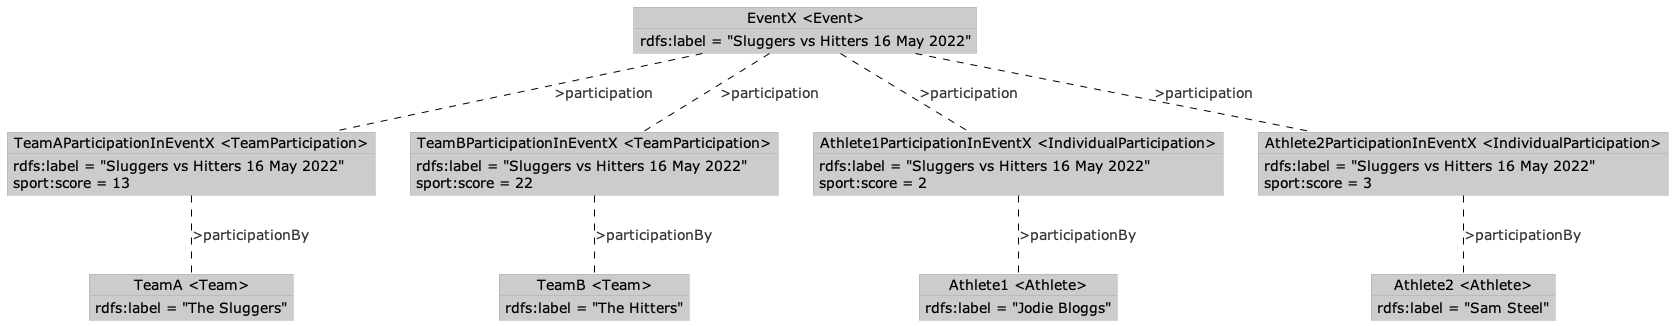 EventX <Event>
rdfs:label = "Sluggers vs Hitters 16 May 2022"
>participation
>participation
>participation
>participation
TeamAParticipationInEventX <TeamParticipation>
rdfs:label = "Sluggers vs Hitters 16 May 2022"
sport:score = 13
TeamBParticipationInEventX <TeamParticipation>
rdfs:label = "Sluggers vs Hitters 16 May 2022"
sport:score = 22
Athlete1ParticipationInEventX <IndividualParticipation>
rdfs:label = "Sluggers vs Hitters 16 May 2022"
sport:score = 2
Athlete2ParticipationInEventX <IndividualParticipation>
rdfs:label = "Sluggers vs Hitters 16 May 2022"
sport:score = 3
>participationBy
>participationBy
>participationBy
>participationBy
TeamA <Team>
rdfs:label = "The Sluggers"
TeamB <Team>
rdfs:label = "The Hitters"
Athlete1 <Athlete>
rdfs:label = "Jodie Bloggs"
Athlete2 <Athlete>
rdfs:label = "Sam Steel"